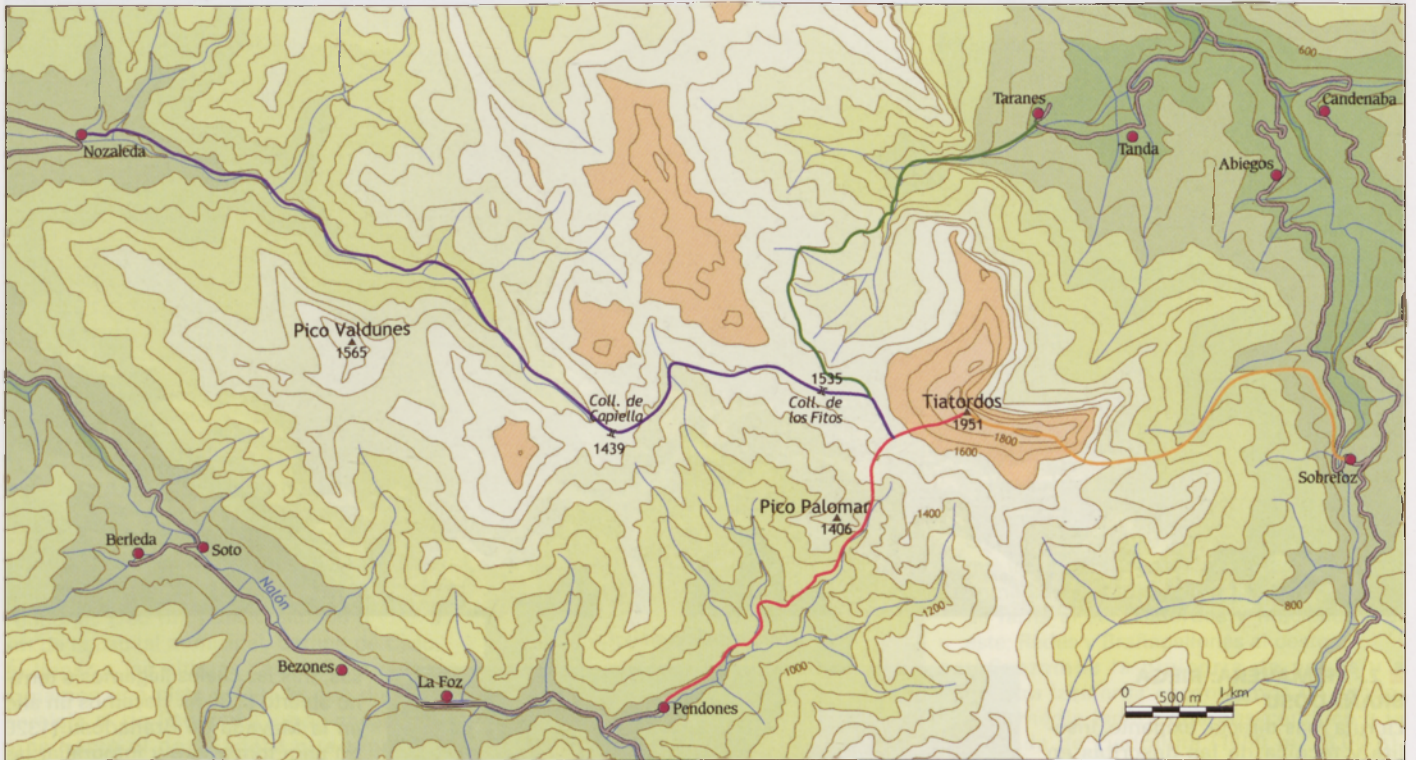 600
Taranes
Candenaba
Nozaleda
Tanda
Abiegos
Pico Valdunes
1565
1535
Coll. de
los Fitos
Coll. de
Capiella
1439
Tiatordos
1951
1800
1600
Sobrefoz
Pico Palomar
1406
1400
Berleda
Soto
Nalón
1200
800
Bezones
1000
La Foz
Pendones
0 500 m 1 km